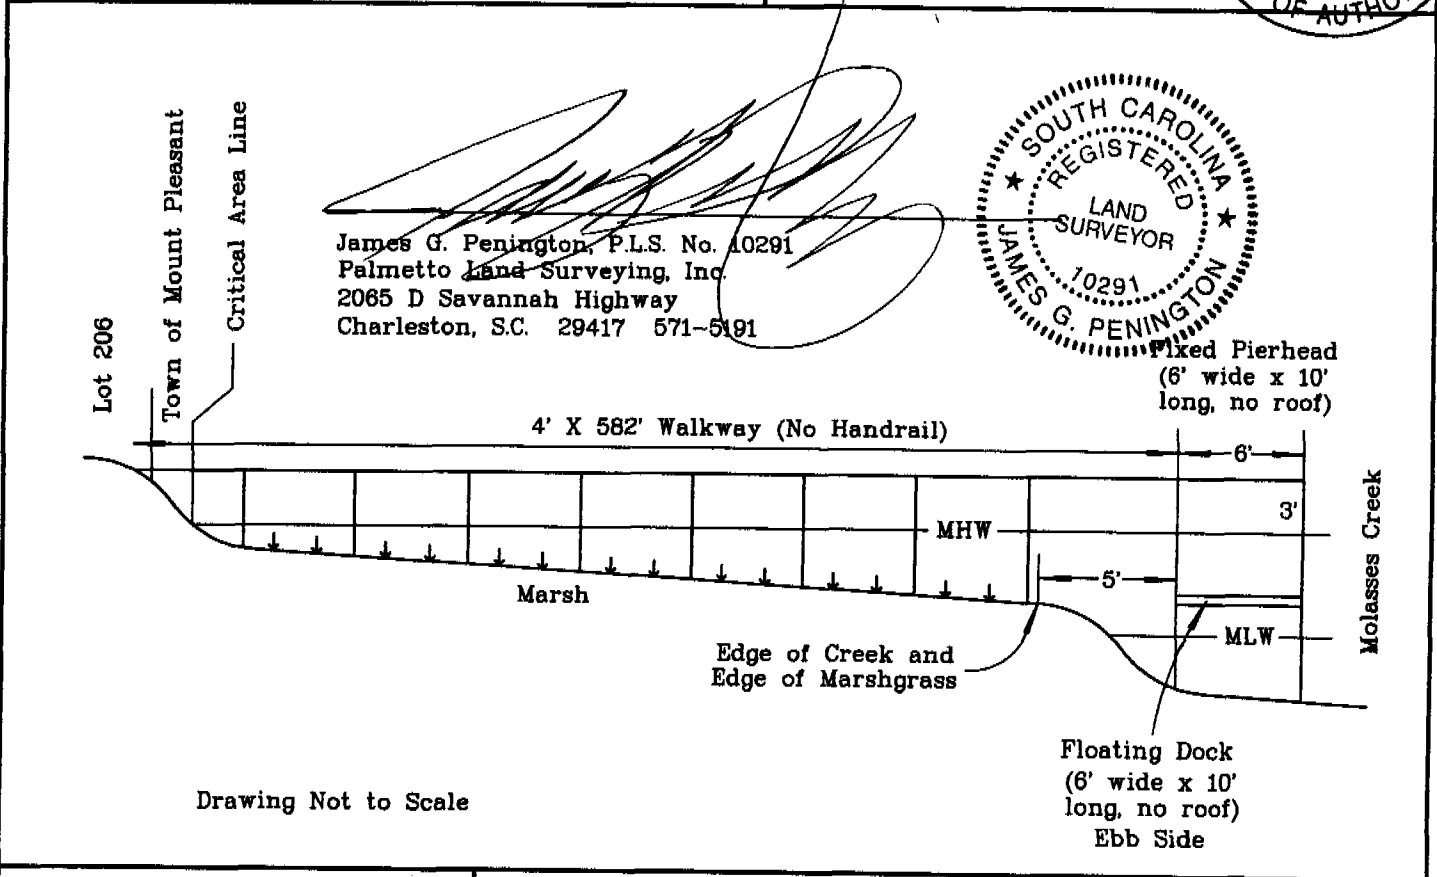 OF AUTHO
SOUTH CAROLINA
REGISTERED
LAND
SURVEYOR
10291
JAMES G. PENINGTON
James G. Penington, P.L.S. No. 10291
Palmetto Land Surveying, Inc.
2065 D Savannah Highway
Charleston, S.C. 29417 571-5191
Lot 206
Town of Mount Pleasant
Critical Area Line
Fixed Pierhead
(6' wide x 10'
long, no roof)
4' X 582' Walkway (No Handrail)
6'
3'
MHW
Molasses Creek
5'
Marsh
MLW
Edge of Creek and
Edge of Marshgrass
Floating Dock
(6' wide x 10'
long, no roof)
Ebb Side
Drawing Not to Scale